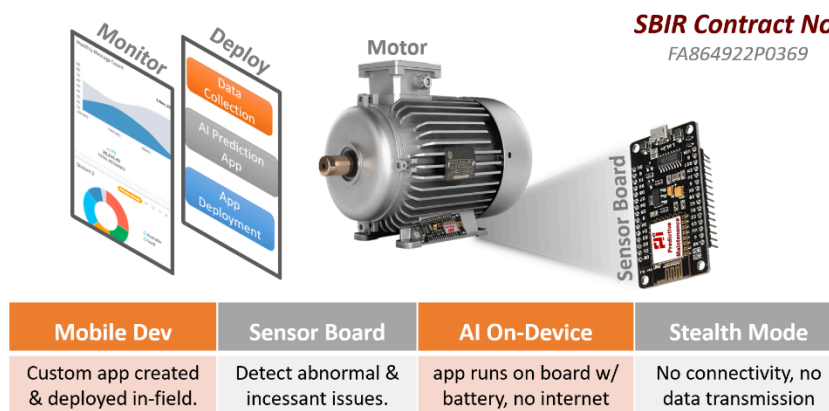 SBIR Contract No
FA864922P0369
Monitor
Deploy
Motor
Data
Collection
AI Prediction
App
App
Deployment
Sensor Board
Predictive
Maintenance
Mobile Dev
Sensor Board
AI On-Device
Stealth Mode
Custom app created
& deployed in-field.
Detect abnormal &
incessant issues.
app runs on board w/
battery, no internet
No connectivity, no
data transmission